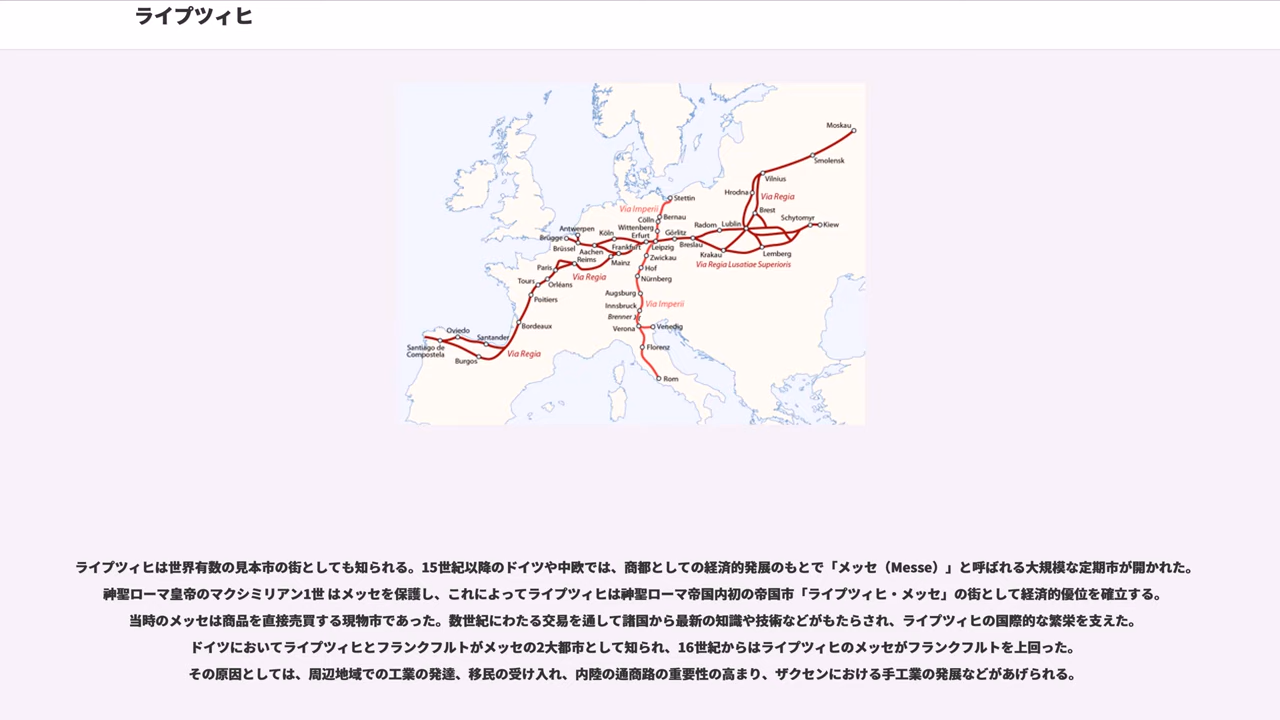 ライプツィヒ
Moskau
Smolensk
Vilnius
Hrodna
Via Regia
Stettin
Via Imperii
Brest
Bernau
Cölln
Schytomyr
Kiew
Wittenberg
Radom
Lublin
Antwerpen
Köln
Erfurt
Görlitz
Brügge
Brüssel
Frankfurt
Leipzig
Breslau
Aachen
Krakau
Lemberg
Reims
Mainz
Zwickau
Via Regia Lusatiae Superioris
Paris
Hof
Via Regia
Nürnberg
Tours
Orléans
Poitiers
Augsburg
Via Imperii
Innsbruck
Brenner
Bordeaux
Verona
Venedig
Oviedo
Santander
Santiago de
Compostela
Burgos
Via Regia
Florenz
Rom
ライプツィヒは世界有数の見本市の街としても知られる。15世紀以降のドイツや中欧では、商都としての経済的発展のもとで「メッセ（Messe）」と呼ばれる大規模な定期市が開かれた。
神聖ローマ皇帝のマクシミリアン1世 はメッセを保護し、これによってライプツィヒは神聖ローマ帝国内初の帝国市「ライプツィヒ・メッセ」の街として経済的優位を確立する。
当時のメッセは商品を直接売買する現物市であった。数世紀にわたる交易を通して諸国から最新の知識や技術などがもたらされ、ライプツィヒの国際的な繁栄を支えた。
ドイツにおいてライプツィヒとフランクフルトがメッセの2大都市として知られ、16世紀からはライプツィヒのメッセがフランクフルトを上回った。
その原因としては、周辺地域での工業の発達、移民の受け入れ、内陸の通商路の重要性の高まり、ザクセンにおける手工業の発展などがあげられる。